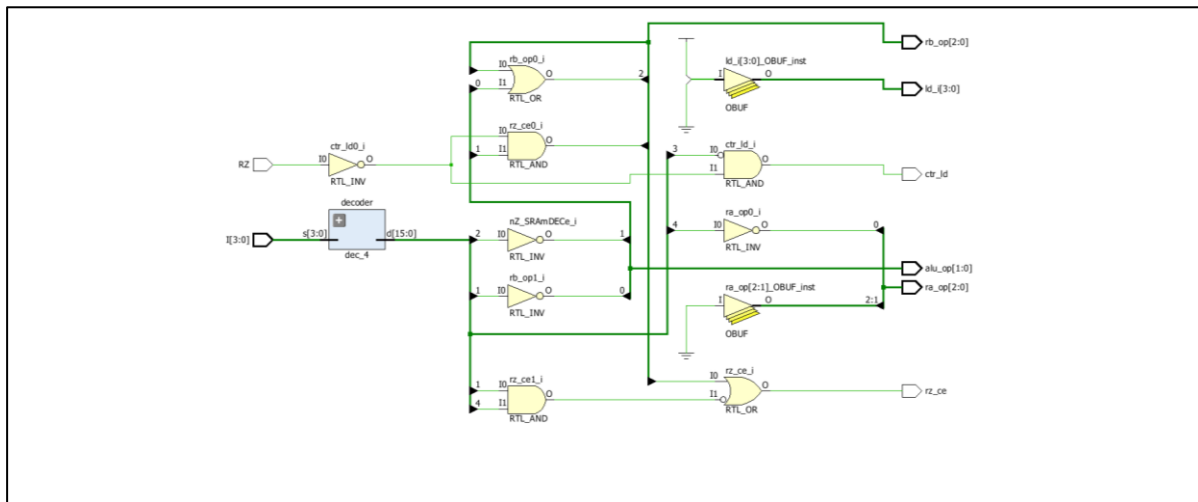 rb_op[2:0]
rb_op0_i
ld_i[3:0]_OBUF_inst
I0 O 2 I O
0 I1 ld_i[3:0]
RTL_OR OBUF
rz_ce0_i
ctr_ld0_i I0 O 3 I0 ctr_ld_i O
RZ I0 O 1 I1 I1 ctr_ld
RTL_INV RTL_AND RTL_AND
decoder nZ_SRAmDECe_i ra_op0_i
4 I0 O 0
I[3:0] s[3:0] d[15:0] 2 I0 O 1 RTL_INV
dec_4 RTL_INV
rb_op1_i alu_op[1:0]
1 I0 O 0 ra_op[2:1]_OBUF_inst ra_op[2:0]
RTL_INV I O 2:1
OBUF
rz_ce1_i rz_ce_i
1 I0 O I0 O
4 I1 I1 rz_ce
RTL_AND RTL_OR